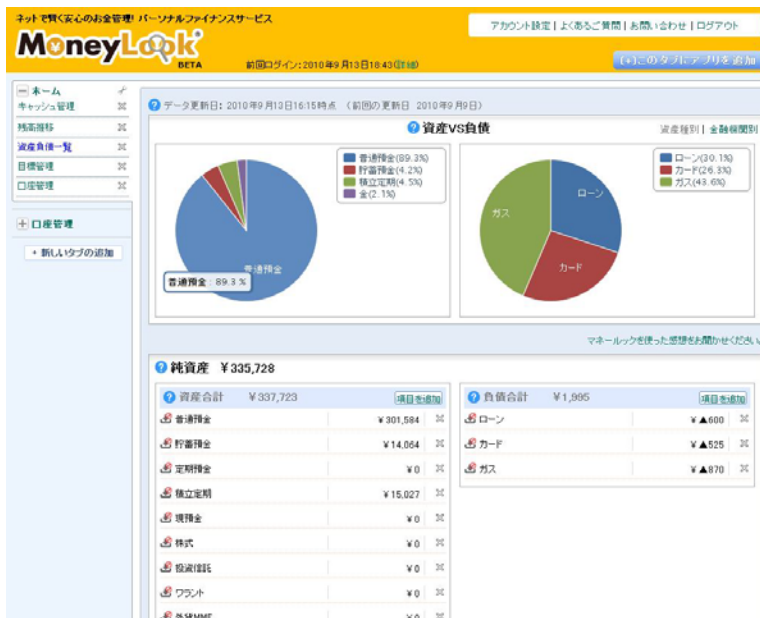 ネットで賢く安心のお金管理! パーソナルファイナンスサービス
MoneyLook
BETA
前回ログイン:2010年9月13日18:43(詳細)
アカウント設定 | よくあるご質問 | お問い合わせ | ログアウト
[+]このタブにアプリを追加
ホーム
キャッシュ管理
残高推移
資産負債一覧
目標管理
口座管理
口座管理
+ 新しいタブの追加
データ更新日: 2010年9月13日16:15時点 (前回の更新日 2010年9月9日)
資産VS負債
資産種別 | 金融機関別
普通預金(89.3%)
貯蓄預金(4.2%)
積立定期(4.5%)
金(2.1%)
普通預金
普通預金 : 89.3 %
ローン(30.1%)
カード(26.3%)
ガス(43.6%)
ガス
ローン
カード
マネールックを使った感想をお聞かせください
純資産 ¥335,728
資産合計 ¥337,723 項目を追加
普通預金 ¥301,584
貯蓄預金 ¥14,064
定期預金 ¥0
積立定期 ¥15,027
現預金 ¥0
株式 ¥0
投資信託 ¥0
ワラント ¥0
外貨MMF ¥0
負債合計 ¥1,995 項目を追加
ローン ¥▲600
カード ¥▲525
ガス ¥▲870